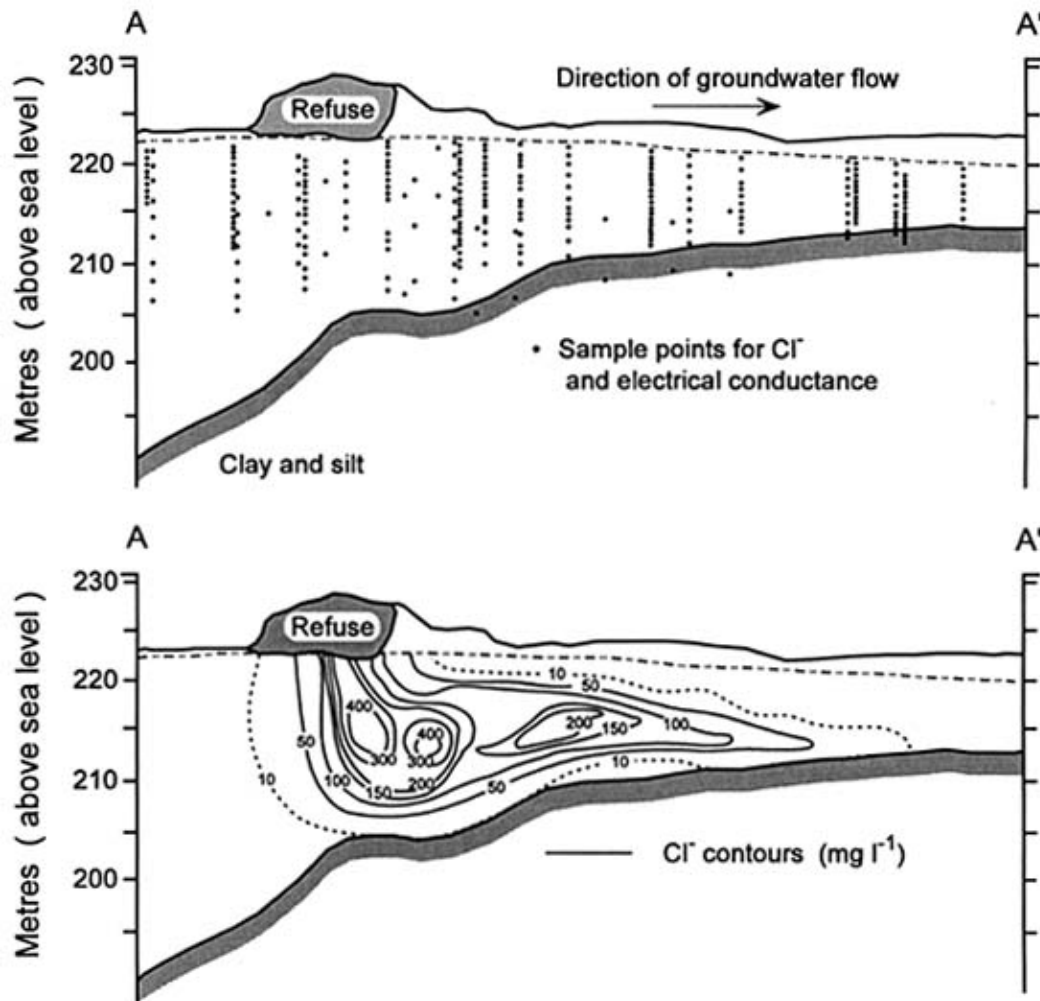 A A'
230
Refuse
Direction of groundwater flow
220
210
200
Metres ( above sea level )
Sample points for Cl⁻
and electrical conductance
Clay and silt
A A'
230
Refuse
220
10
50
400
200
150
100
400
300
300
50
10
100
150
200
50
10
210
200
Cl⁻ contours (mg l⁻¹)
Metres ( above sea level )